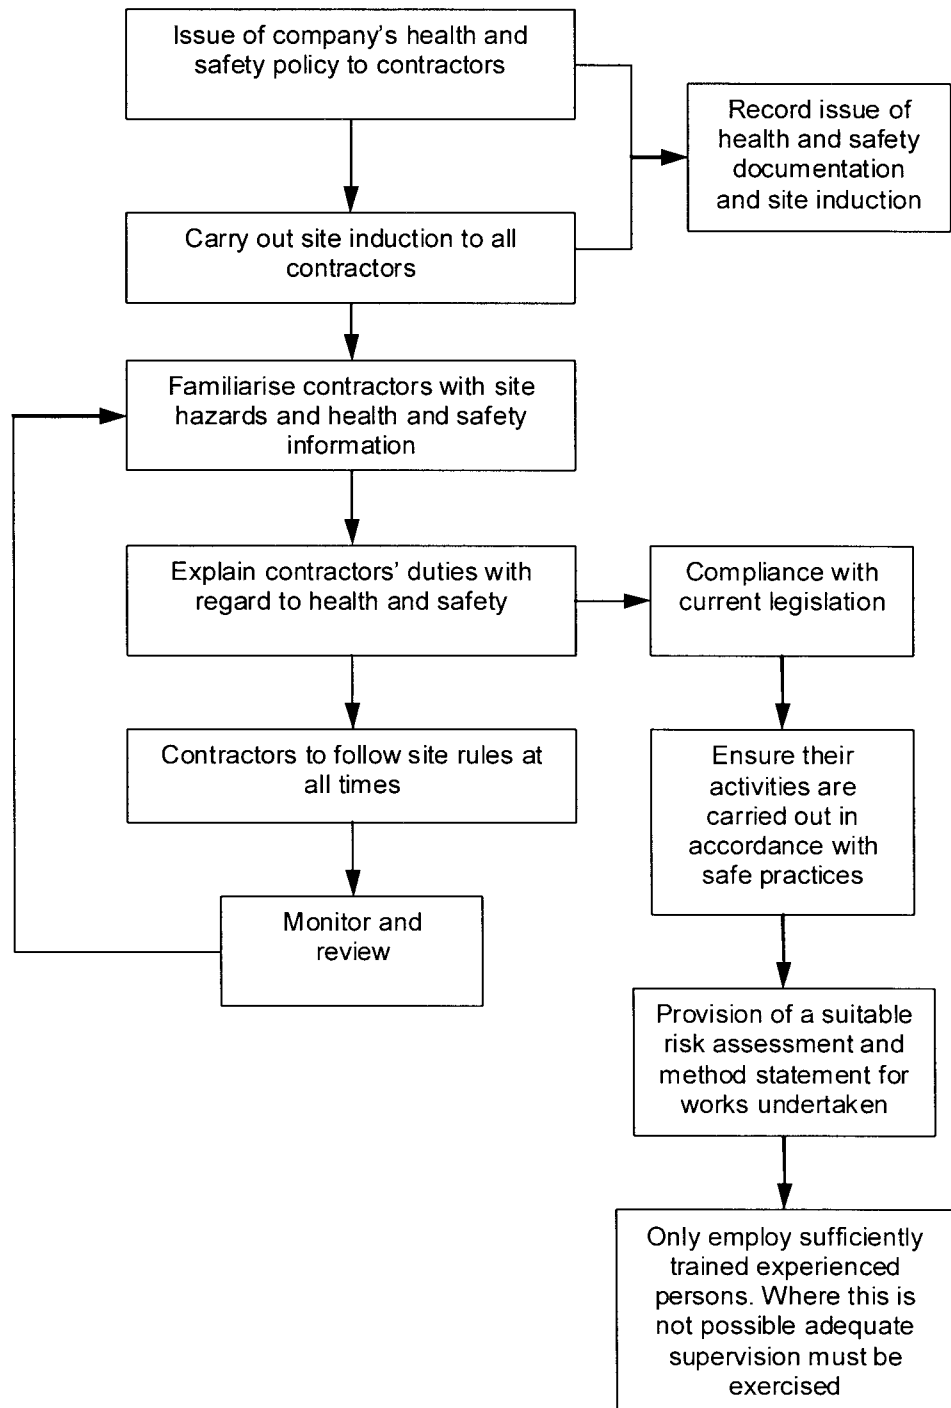 Issue of company's health and
safety policy to contractors
Record issue of
health and safety
documentation
and site induction
Carry out site induction to all
contractors
Familiarise contractors with site
hazards and health and safety
information
Explain contractors' duties with
regard to health and safety
Compliance with
current legislation
Contractors to follow site rules at
all times
Ensure their
activities are
carried out in
accordance with
safe practices
Monitor and
review
Provision of a suitable
risk assessment and
method statement for
works undertaken
Only employ sufficiently
trained experienced
persons. Where this is
not possible adequate
supervision must be
exercised